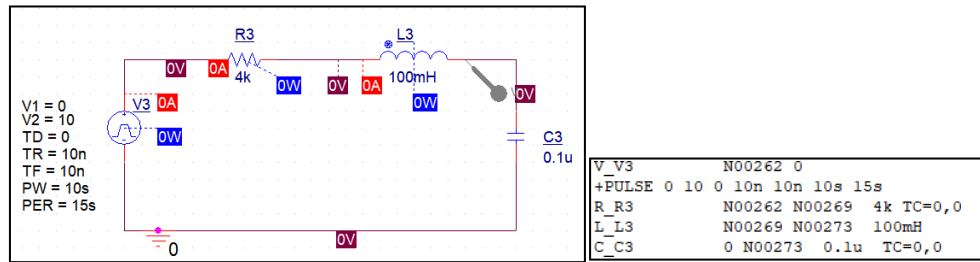 R3
L3
0V
0A
4k
0W
0V
0A
100mH
0W
0V
V1 = 0
V2 = 10
TD = 0
TR = 10n
TF = 10n
PW = 10s
PER = 15s
0A
V3
0W
C3
0.1u
0V
0
V_V3 N00262 0
+PULSE 0 10 0 10n 10n 10s 15s
R_R3 N00262 N00269 4k TC=0,0
L_L3 N00269 N00273 100mH
C_C3 0 N00273 0.1u TC=0,0